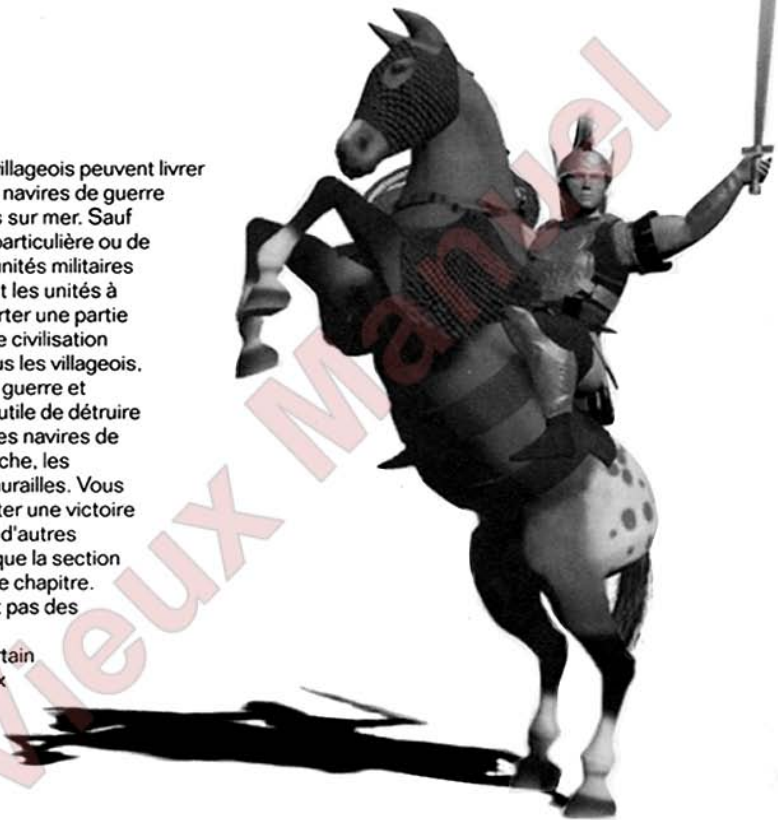 illageois peuvent livrer
navires de guerre
s sur mer. Sauf
particulière ou de
unités militaires
t les unités à
rter une partie
e civilisation
us les villageois,
guerre et
utile de détruire
es navires de
che, les
urailles. Vous
ter une victoire
d'autres
que la section
e chapitre.
t pas des
tain
x
Vieux Manuel